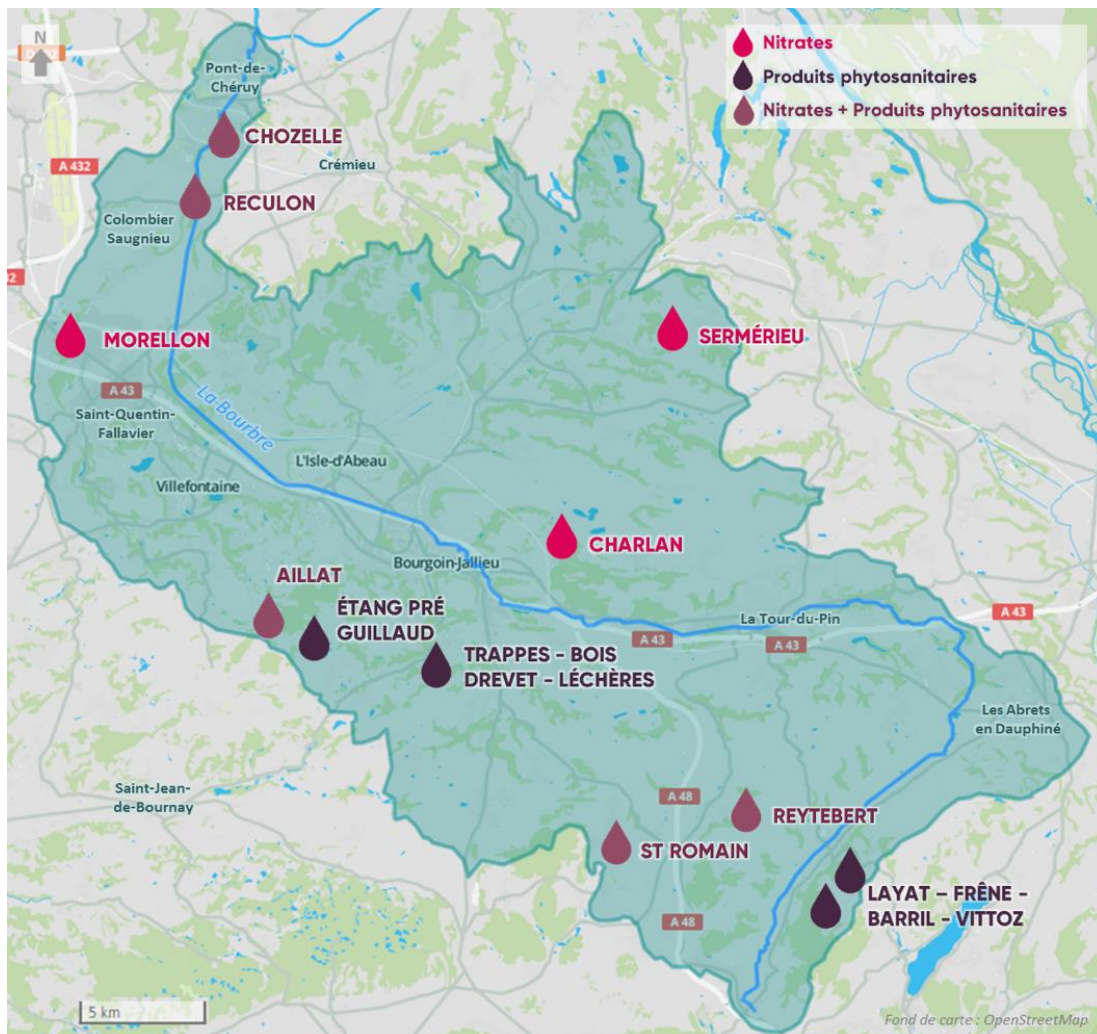 N
Nitrates
Produits phytosanitaires
Nitrates + Produits phytosanitaires
Pont-de-
Chéruy
CHOZELLE
A 432
Crémieu
RECULON
Colombier
Saugnieu
MORELLON
SERMÉRIEU
A 43
Saint-Quentin-
Fallavier
La Bourbre
L'Isle-d'Abeau
Villefontaine
CHARLAN
Bourgoin-Jallieu
AILLAT
ÉTANG PRÉ
GUILLAUD
La Tour-du-Pin
A 43
A 43
A 43
TRAPPES - BOIS
DREVET - LÉCHÈRES
Les Abrets
en Dauphiné
Saint-Jean-
de-Bournay
A 48
REYTEBERT
ST ROMAIN
LAYAT – FRÊNE -
BARRIL - VITTOZ
A 48
5 km
Fond de carte : OpenStreetMap